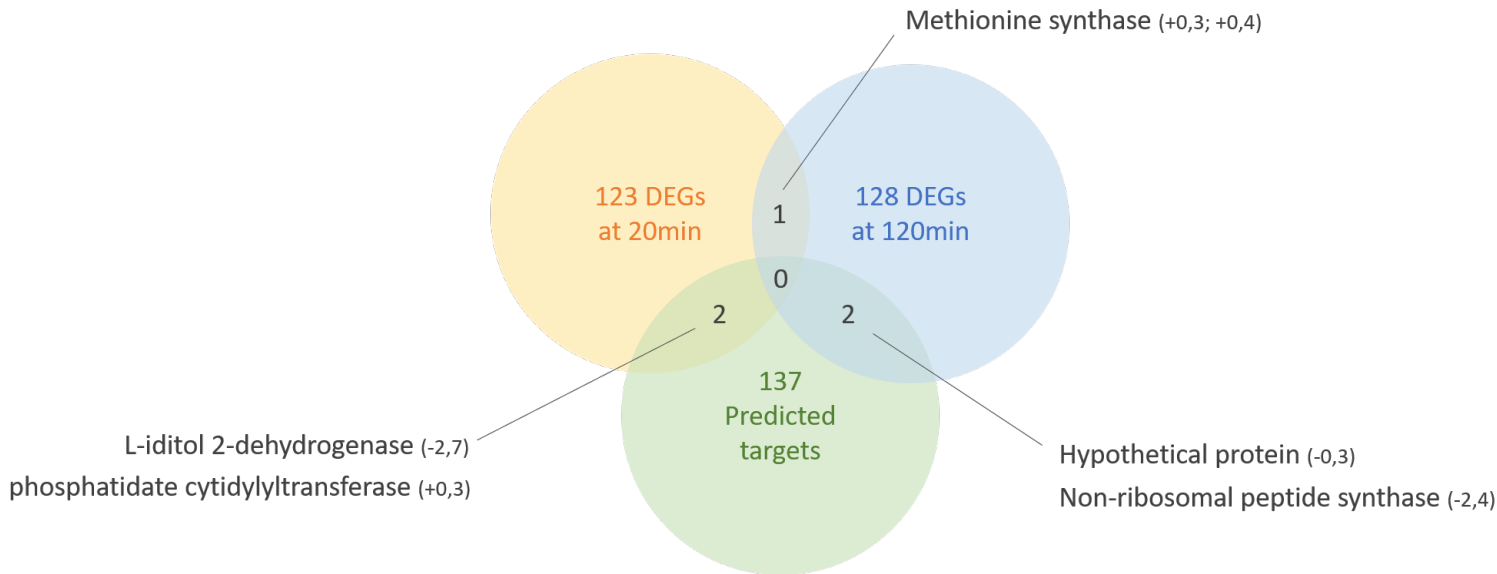 Methionine synthase (+0,3; +0,4)
123 DEGs
at 20min
1
128 DEGs
at 120min
0
2
2
137
Predicted
targets
L-iditol 2-dehydrogenase (-2,7)
phosphatidate cytidylyltransferase (+0,3)
Hypothetical protein (-0,3)
Non-ribosomal peptide synthase (-2,4)